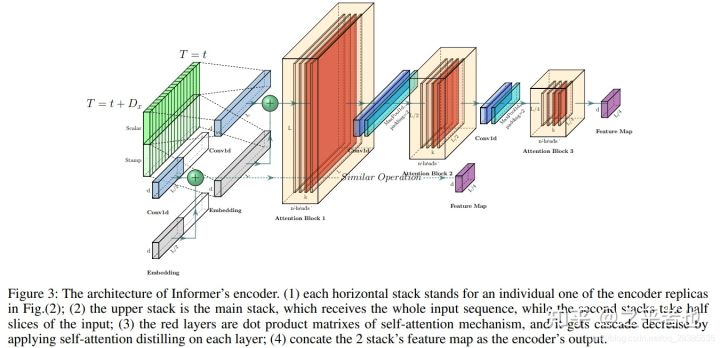 T = t
T = t + Dx
Scalar
Stamp
d
L
Conv1d
Embedding
d
L/2
Conv1d
d
L/2
Embedding
L
L
k
n-heads
Attention Block 1
Conv1d
MaxPool1d, padding=2
L/2
L/2
k
n-heads
Attention Block 2
Conv1d
MaxPool1d, padding=2
L/4
L/4
k
n-heads
Attention Block 3
d
L/4
Feature Map
Similar Operation
d
L/4
Feature Map
Figure 3: The architecture of Informer's encoder. (1) each horizontal stack stands for an individual one of the encoder replicas
in Fig.(2); (2) the upper stack is the main stack, which receives the whole input sequence, while the second stacks take half
slices of the input; (3) the red layers are dot product matrixes of self-attention mechanism, and it gets cascade decrease by
applying self-attention distilling on each layer; (4) concate the 2 stack's feature map as the encoder's output.